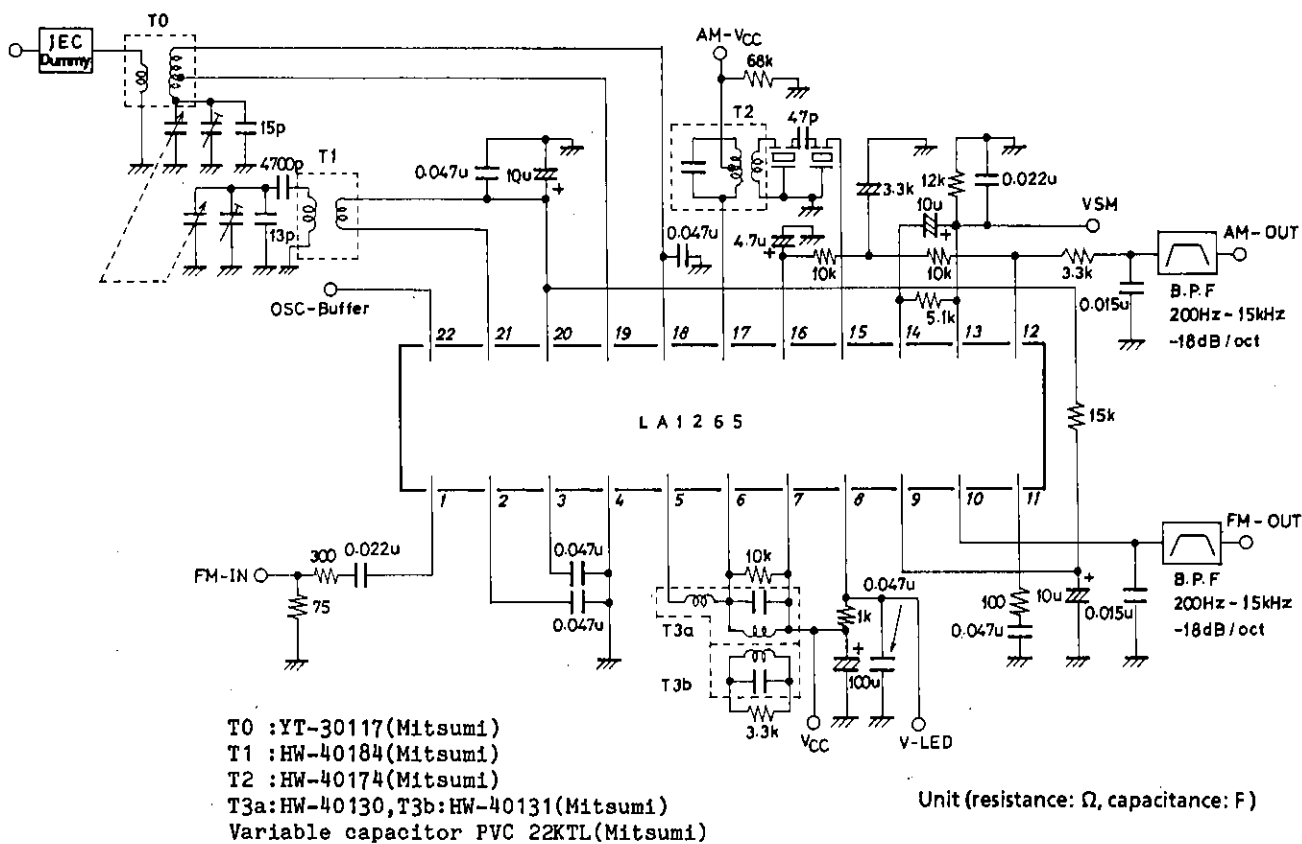 T0
JEC
Dummy
15p
4700p
T1
13p
OSC-Buffer
0.047u
10u
+
AM-VCC
68k
T2
47p
0.047u
4.7u
+
10k
3.3k
10k
12k
0.022u
10u
+
VSM
5.1k
3.3k
0.015u
AM-OUT
B.P.F
200Hz-15kHz
-18dB/oct
22 21 20 19 18 17 16 15 14 13 12
LA1265
15k
1 2 3 4 5 6 7 8 9 10 11
FM-IN
300
0.022u
75
0.047u
0.047u
10k
T3a
T3b
3.3k
VCC
1k
+
100u
0.047u
V-LED
100
0.047u
10u
+
0.015u
FM-OUT
B.P.F
200Hz-15kHz
-18dB/oct
T0 :YT-30117(Mitsumi)
T1 :HW-40184(Mitsumi)
T2 :HW-40174(Mitsumi)
T3a:HW-40130,T3b:HW-40131(Mitsumi)
Variable capacitor PVC 22KTL(Mitsumi)
Unit (resistance: Ω, capacitance: F)